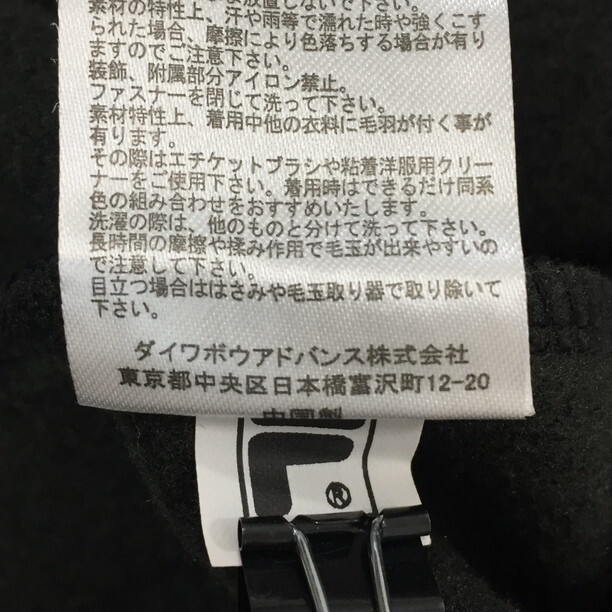 ま放置しないで下さい。
素材の特性上、汗や雨等で濡れた時や強くこす
られた場合、摩擦により色落ちする場合が有り
ますのでご注意下さい。
装飾、附属部分アイロン禁止。
ファスナーを閉じて洗って下さい。
素材特性上、着用中他の衣料に毛羽が付く事が
有ります。
その際はエチケットブラシや粘着洋服用クリー
ナーをご使用下さい。着用時はできるだけ同系
色の組み合わせをおすすめいたします。
洗濯の際は、他のものと分けて洗って下さい。
長時間の摩擦や揉み作用で毛玉が出来やすいの
で注意して下さい。
目立つ場合ははさみや毛玉取り器で取り除いて
下さい。
ダイワボウアドバンス株式会社
東京都中央区日本橋富沢町12-20
中国製
®